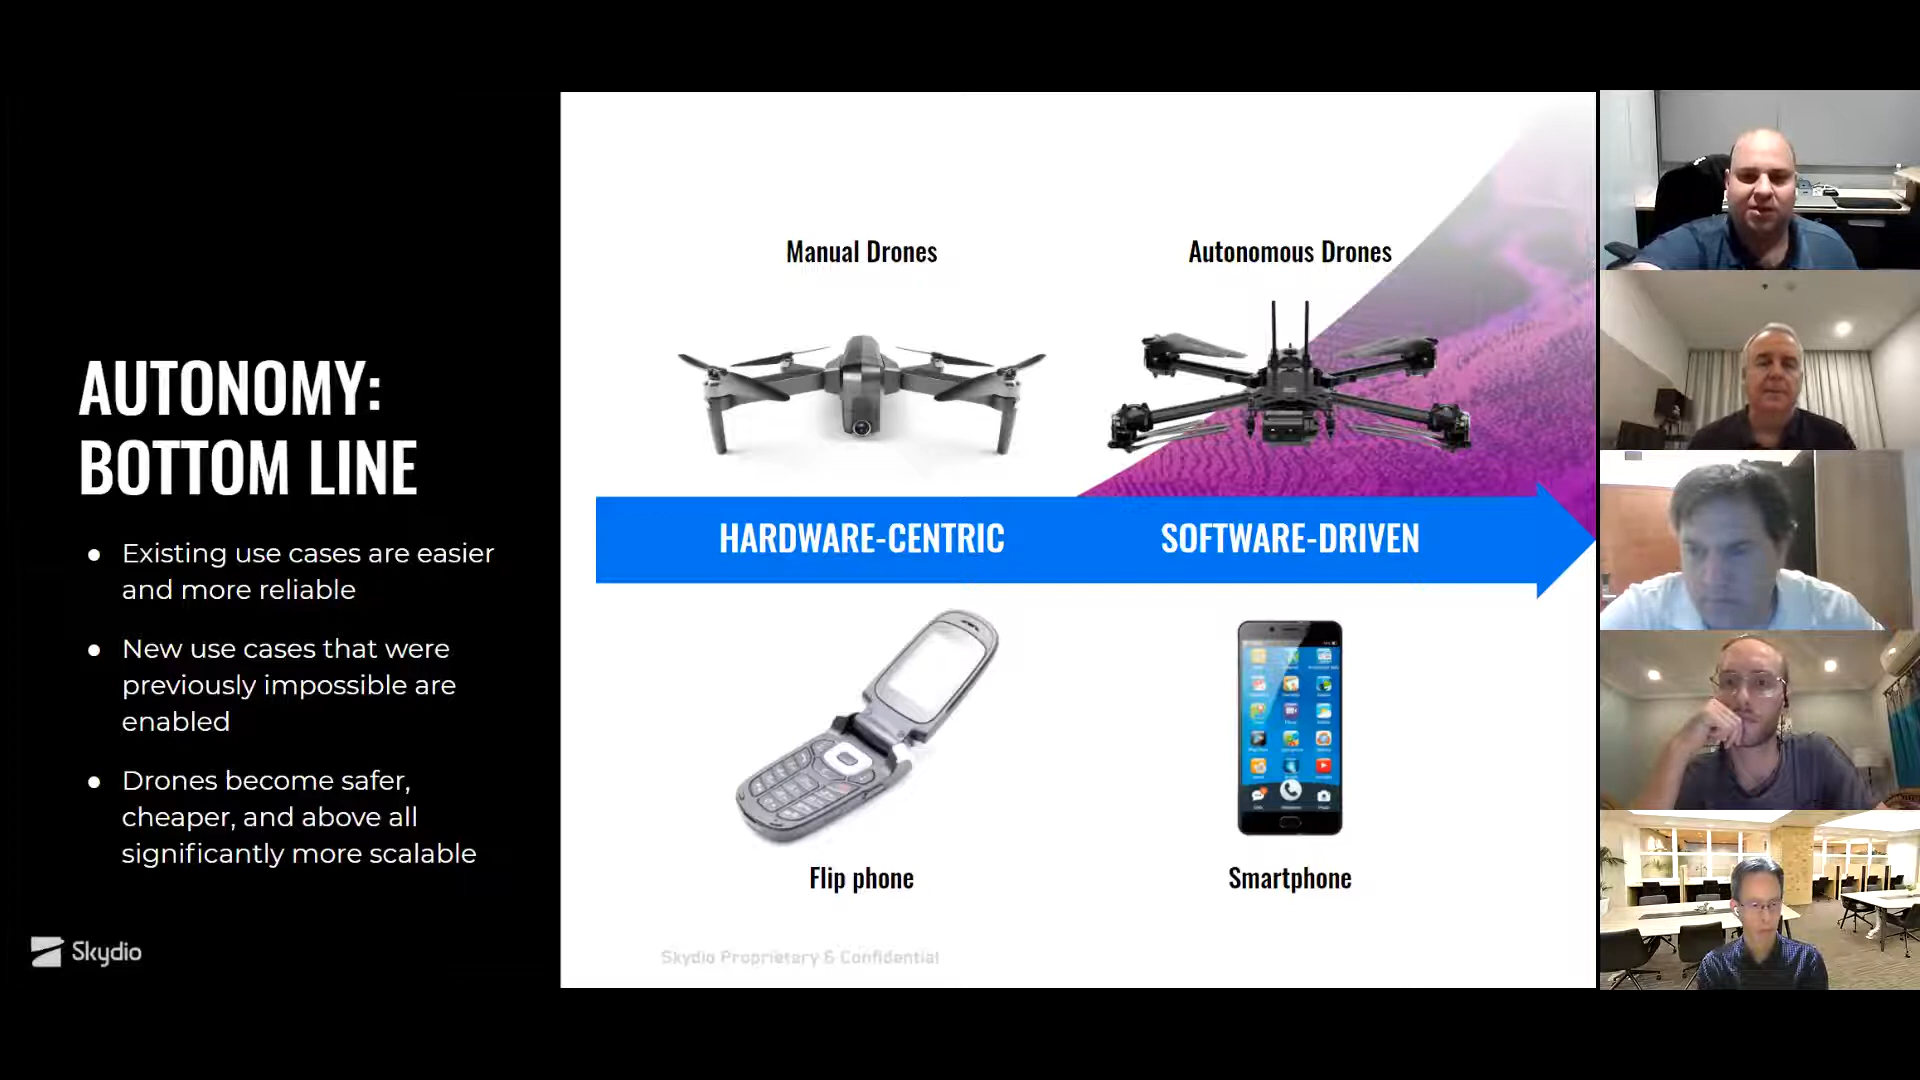 AUTONOMY:
BOTTOM LINE
● Existing use cases are easier
and more reliable
● New use cases that were
previously impossible are
enabled
● Drones become safer,
cheaper, and above all
significantly more scalable
Skydio
Manual Drones
Autonomous Drones
HARDWARE-CENTRIC
SOFTWARE-DRIVEN
Flip phone
Smartphone
Skydio Proprietary & Confidential